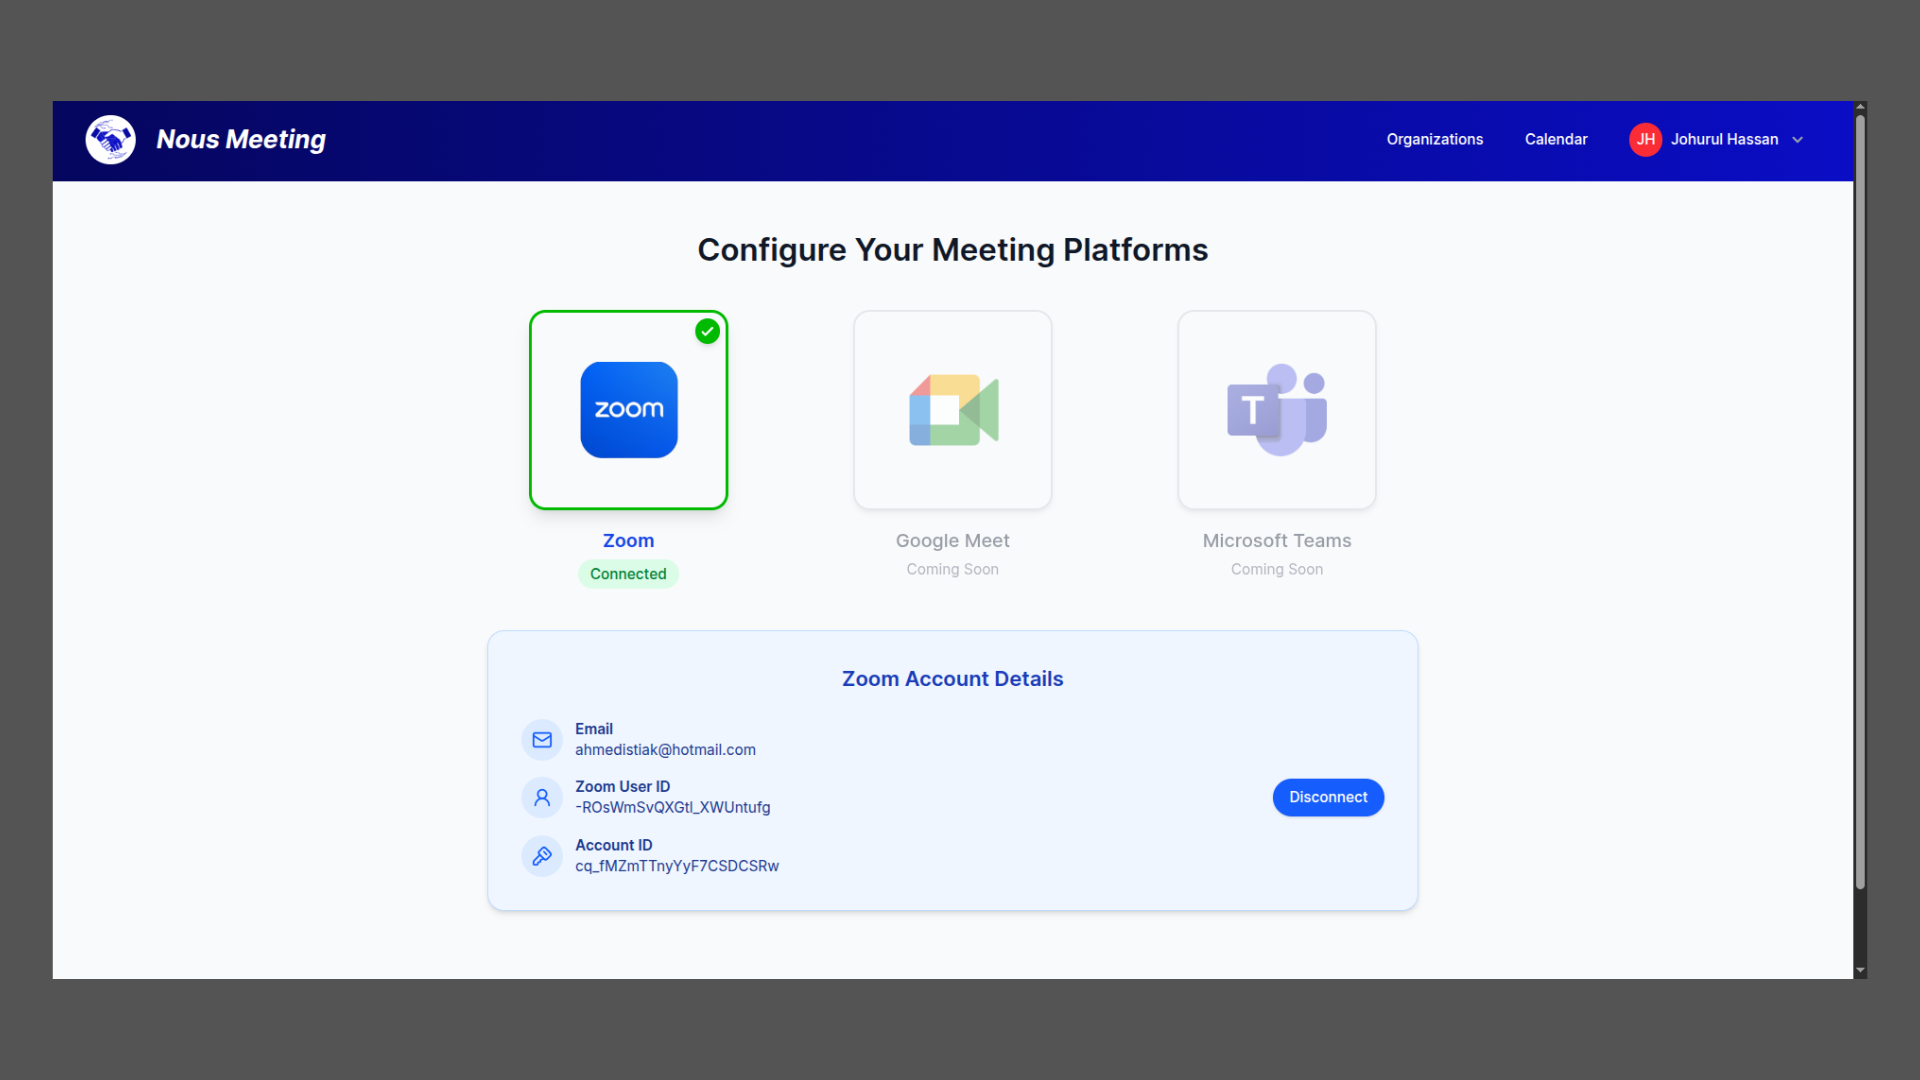 Nous Meeting
Organizations
Calendar
JH
Johurul Hassan
Configure Your Meeting Platforms
zoom
T
Zoom
Google Meet
Microsoft Teams
Connected
Coming Soon
Coming Soon
Zoom Account Details
Email
ahmedistiak@hotmail.com
Zoom User ID
-ROsWmSvQXGtl_XWUntufg
Disconnect
Account ID
cq_fMZmTTnyYyF7CSDCSRw